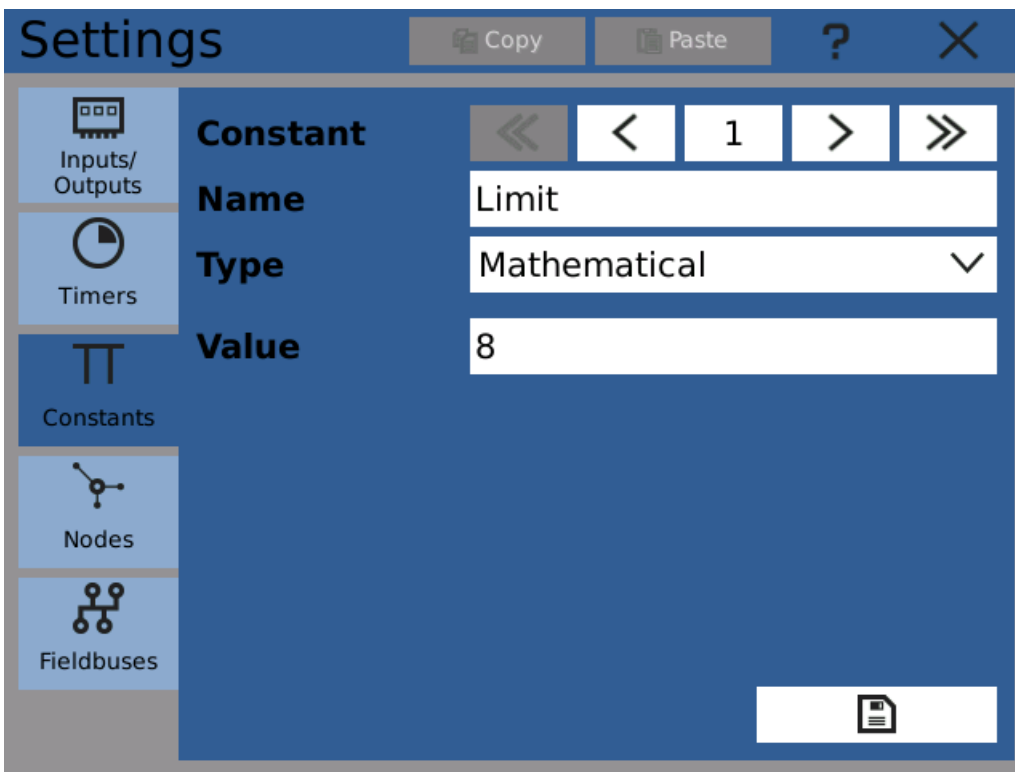 Settings
Copy
Paste
?
Inputs/
Outputs
Timers
Constants
Nodes
Fieldbuses
Constant
1
Name
Limit
Type
Mathematical
Value
8